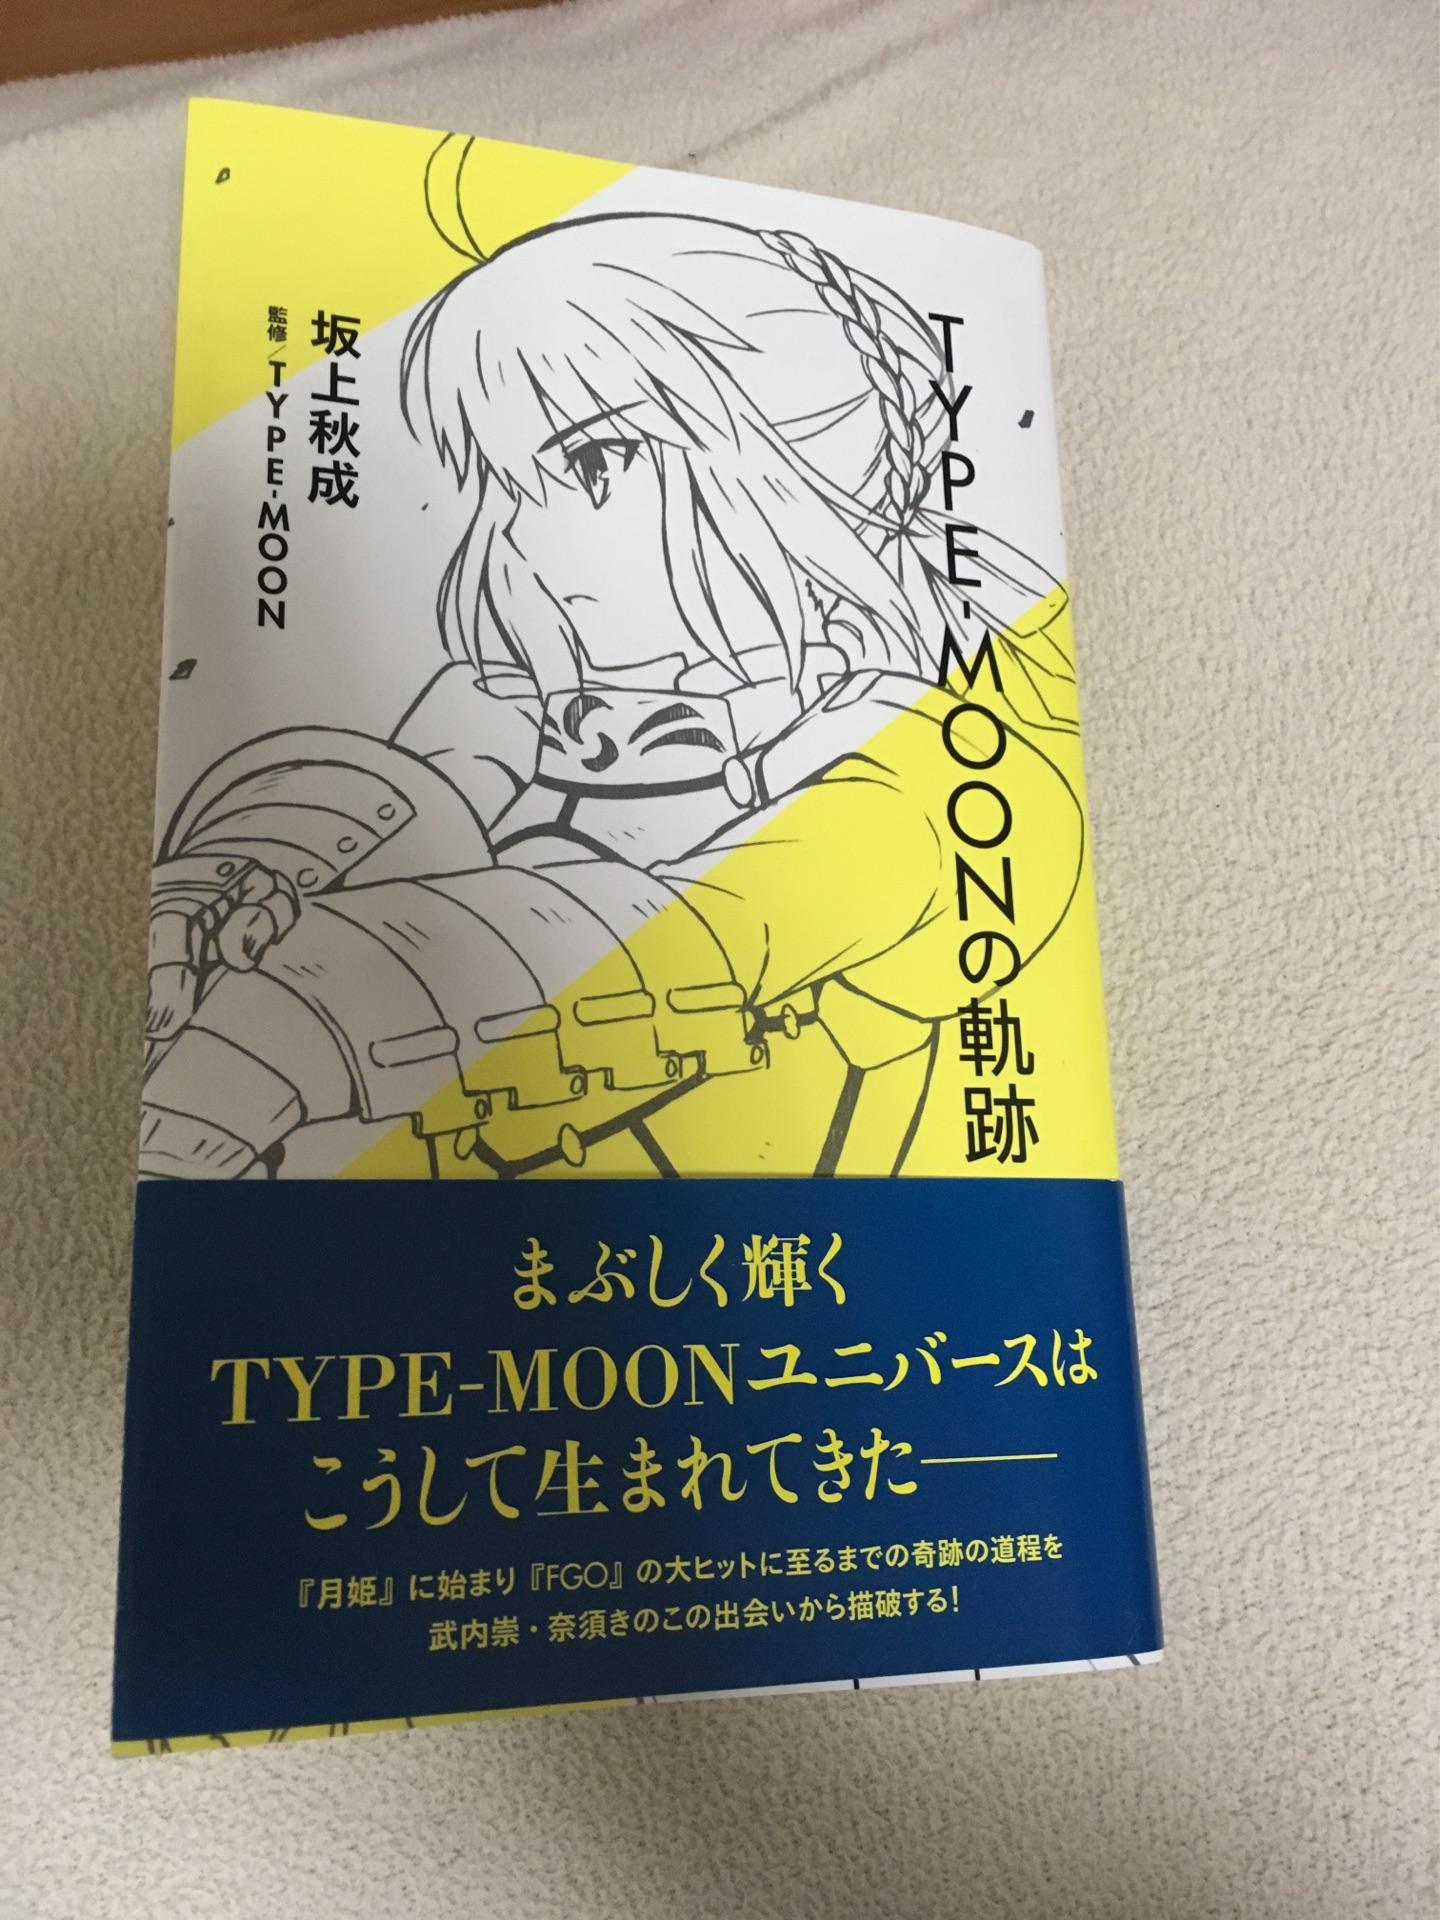 TYPE-MOONの軌跡
坂上秋成
監修/TYPE-MOON
まぶしく輝く
TYPE-MOONユニバースは
こうして生まれてきた――
『月姫』に始まり『FGO』の大ヒットに至るまでの奇跡の道程を
武内崇・奈須きのこの出会いから描破する!